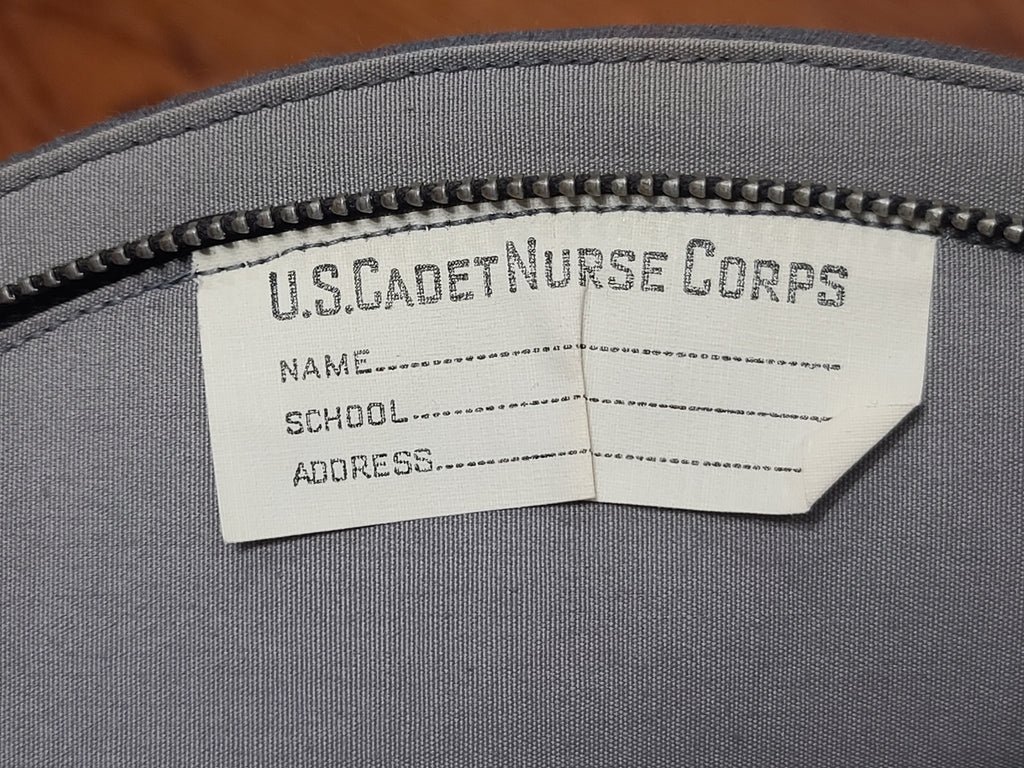 U.S. CADET NURSE CORPS
NAME
SCHOOL
ADDRESS